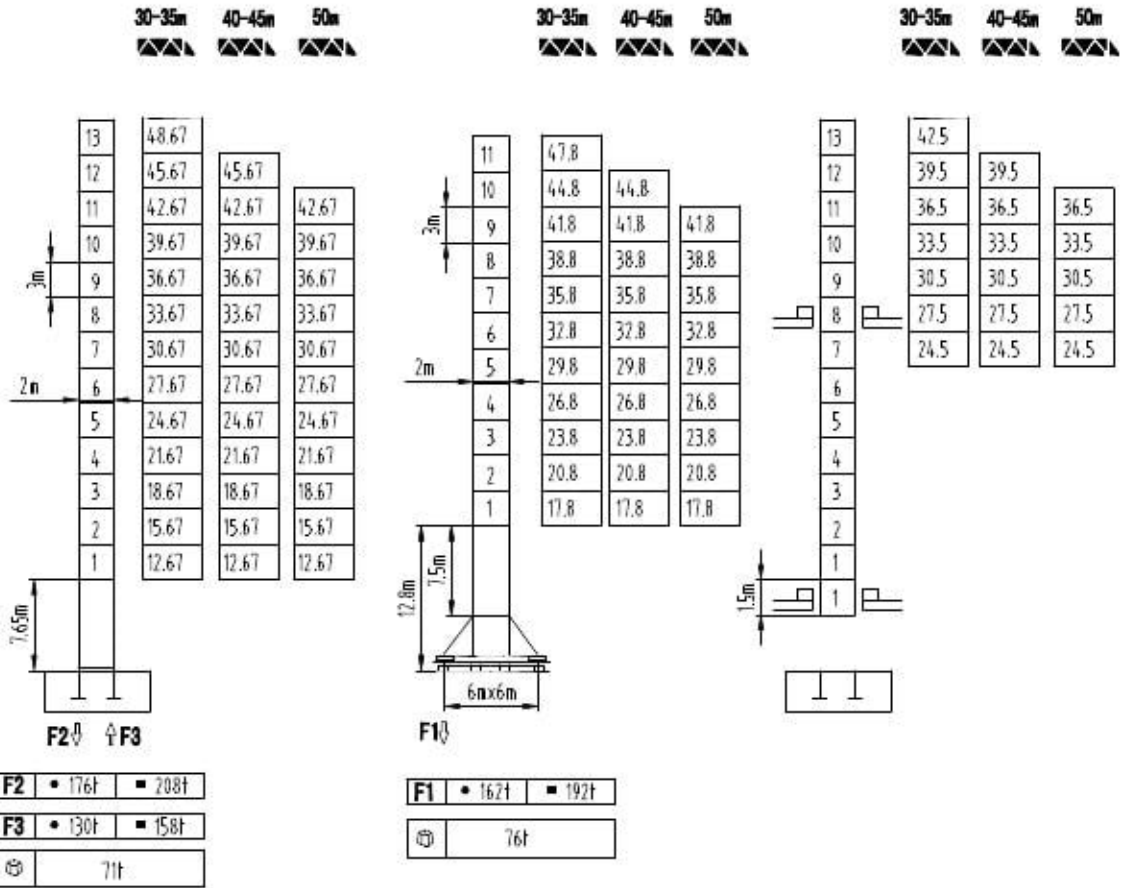 30-35m 40-45m 50m
13 48.67
12 45.67 45.67
11 42.67 42.67 42.67
10 39.67 39.67 39.67
3m
9 36.67 36.67 36.67
8 33.67 33.67 33.67
7 30.67 30.67 30.67
2m
6 27.67 27.67 27.67
5 24.67 24.67 24.67
4 21.67 21.67 21.67
3 18.67 18.67 18.67
2 15.67 15.67 15.67
1 12.67 12.67 12.67
7.65m
F2 F3
F2 • 176t ■ 208t
F3 • 130t ■ 158t
71t
30-35m 40-45m 50m
11 47.8
10 44.8 44.8
3m
9 41.8 41.8 41.8
8 38.8 38.8 38.8
7 35.8 35.8 35.8
6 32.8 32.8 32.8
2m
5 29.8 29.8 29.8
4 26.8 26.8 26.8
3 23.8 23.8 23.8
2 20.8 20.8 20.8
1 17.8 17.8 17.8
12.8m
7.5m
6mx6m
F1
F1 • 162t ■ 192t
76t
30-35m 40-45m 50m
13 42.5
12 39.5 39.5
11 36.5 36.5 36.5
10 33.5 33.5 33.5
9 30.5 30.5 30.5
8 27.5 27.5 27.5
7 24.5 24.5 24.5
6
5
4
3
2
1
1.5m
1